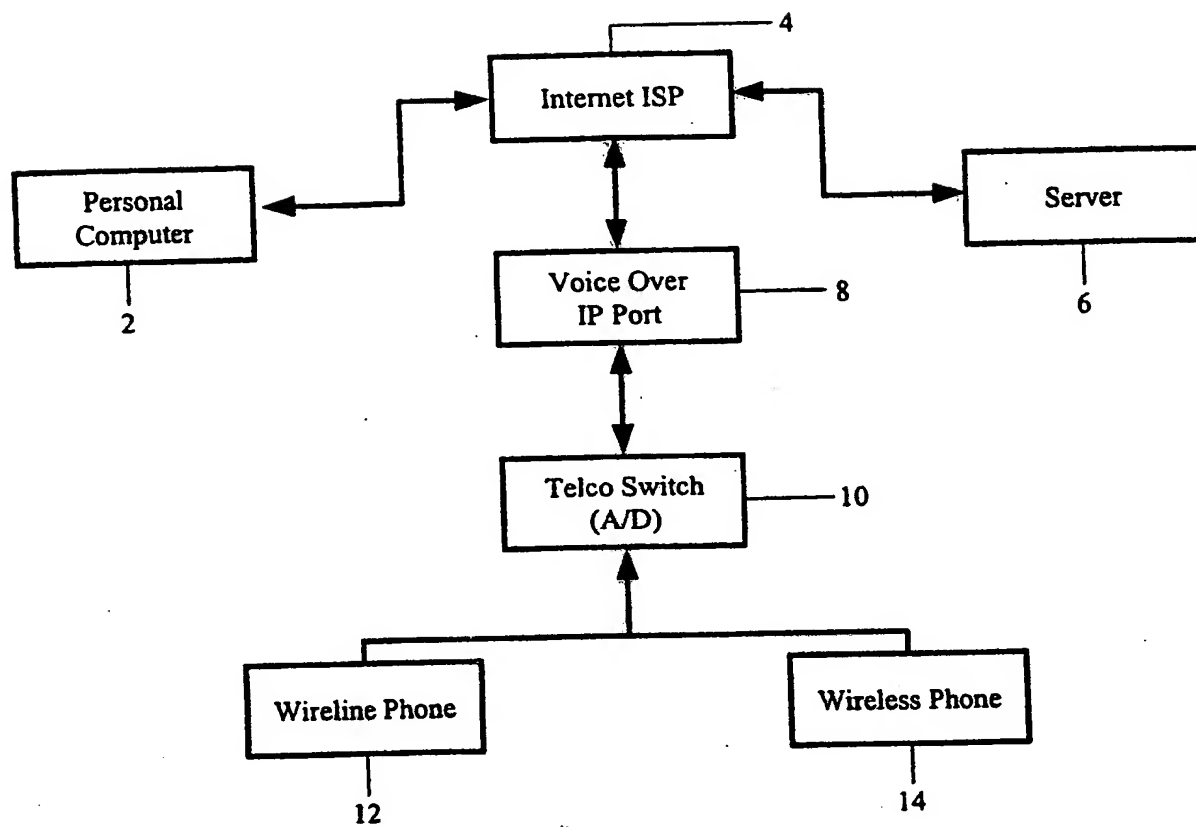 4
Internet ISP
Personal
Computer
Server
2
Voice Over
IP Port
8
6
Telco Switch
(A/D)
10
Wireline Phone
Wireless Phone
12
14